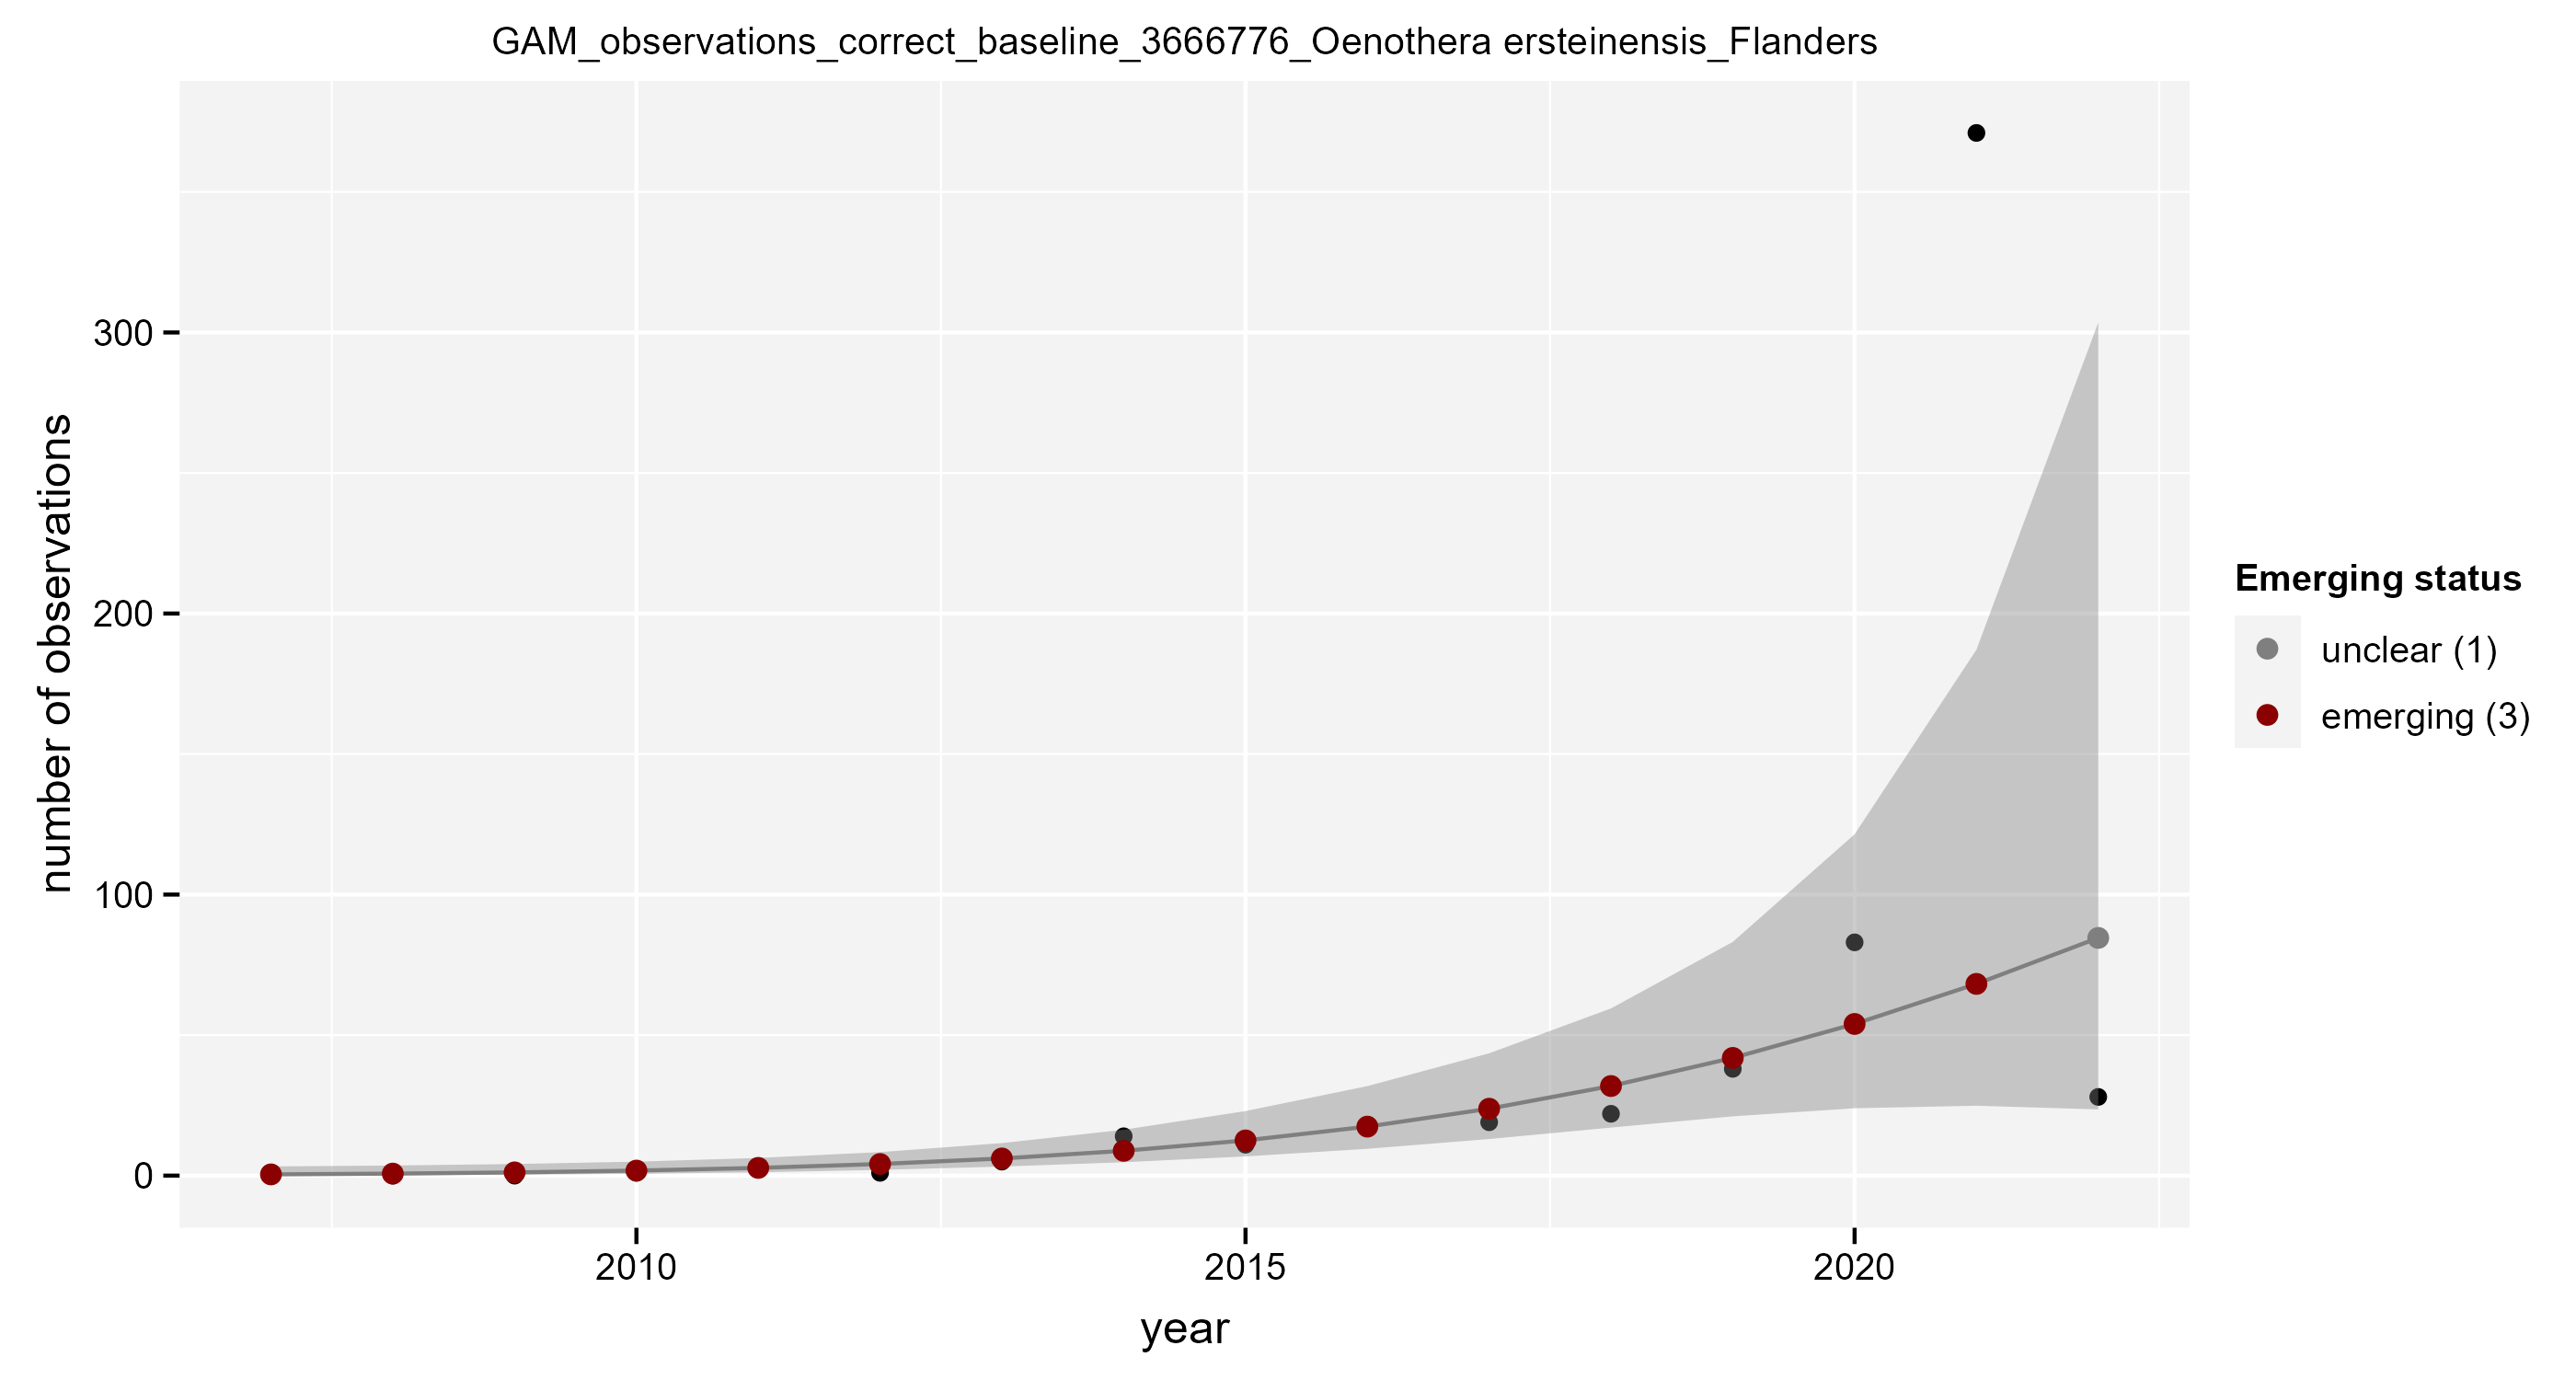 GAM_observations_correct_baseline_3666776_Oenothera ersteinensis_Flanders
number of observations
300
200
100
0
2010
2015
2020
year
Emerging status
unclear (1)
emerging (3)